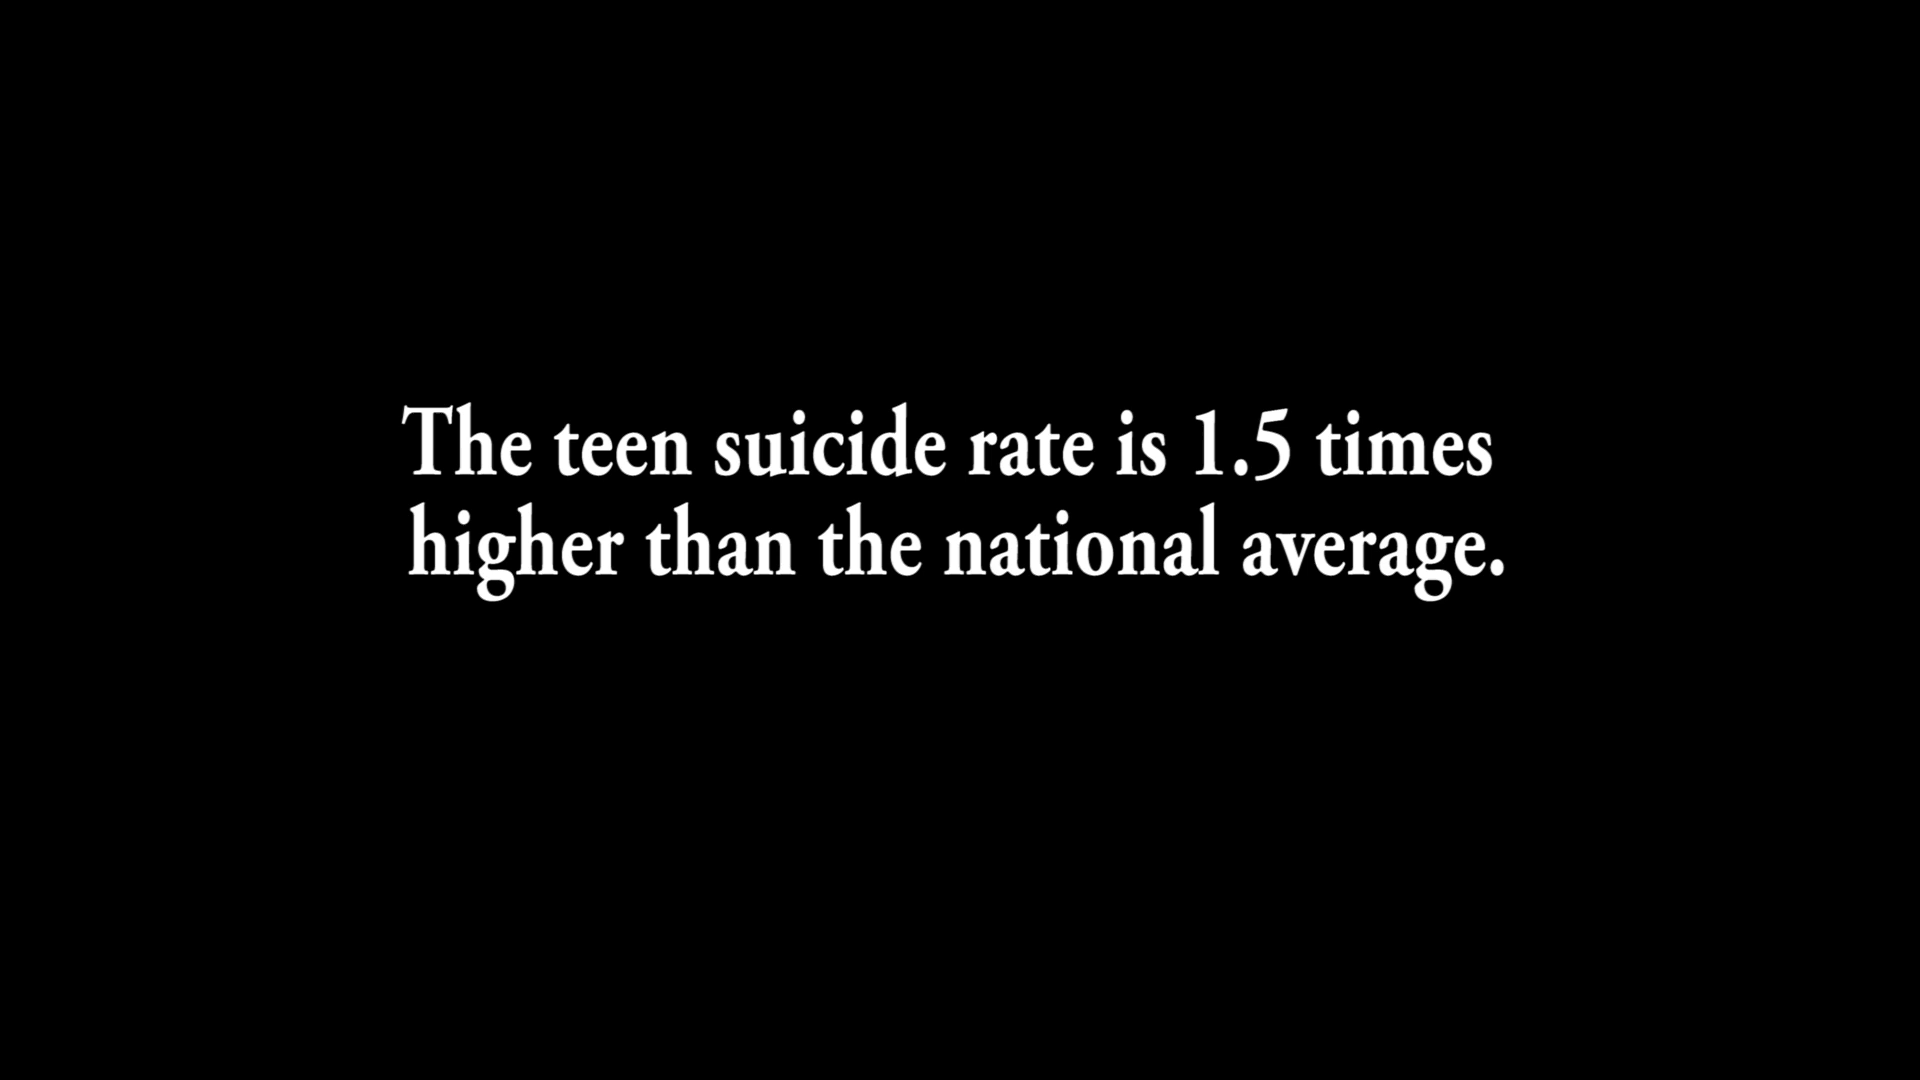 The teen suicide rate is 1.5 times
higher than the national average.